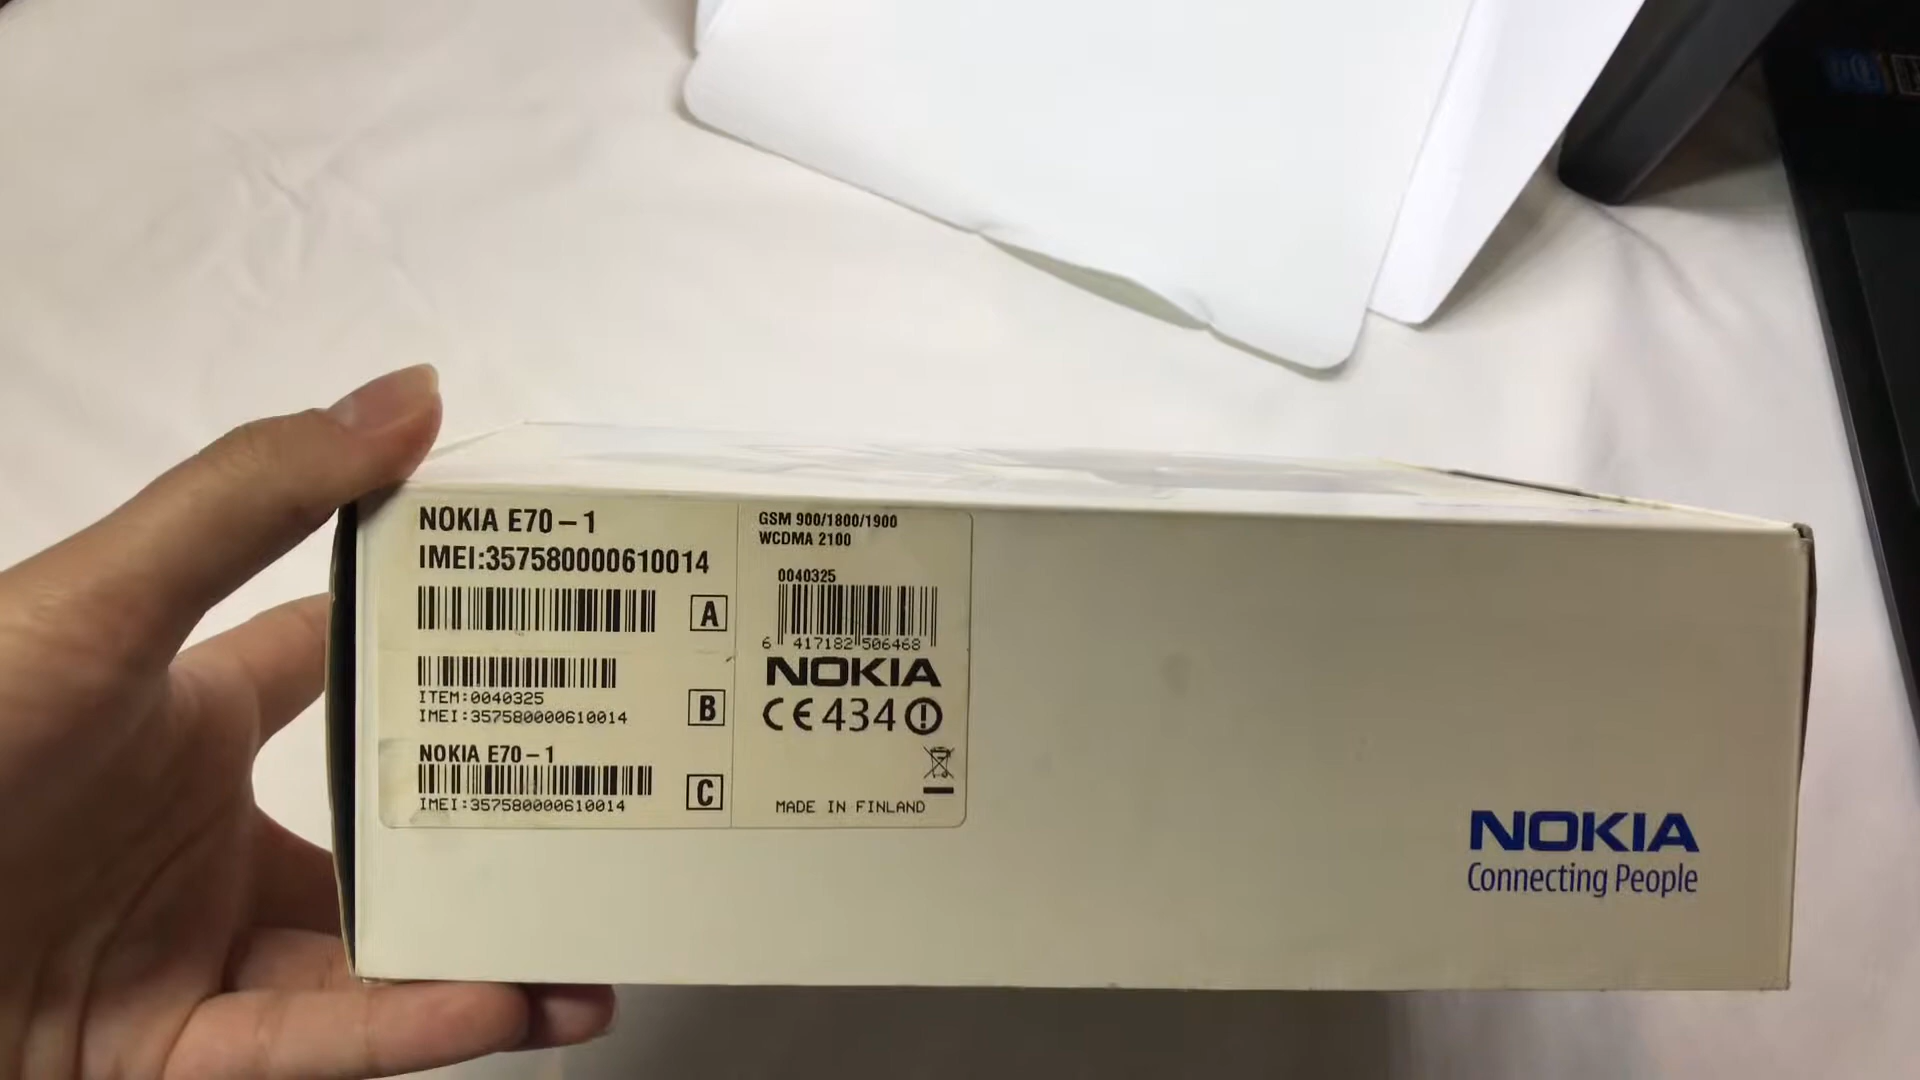 NOKIA E70-1
IMEI:357580000610014
A
ITEM:0040325
IMEI:357580000610014
B
NOKIA E70-1
IMEI:357580000610014
C
GSM 900/1800/1900
WCDMA 2100
0040325
6 417182 506468
NOKIA
CE434
MADE IN FINLAND
NOKIA
Connecting People